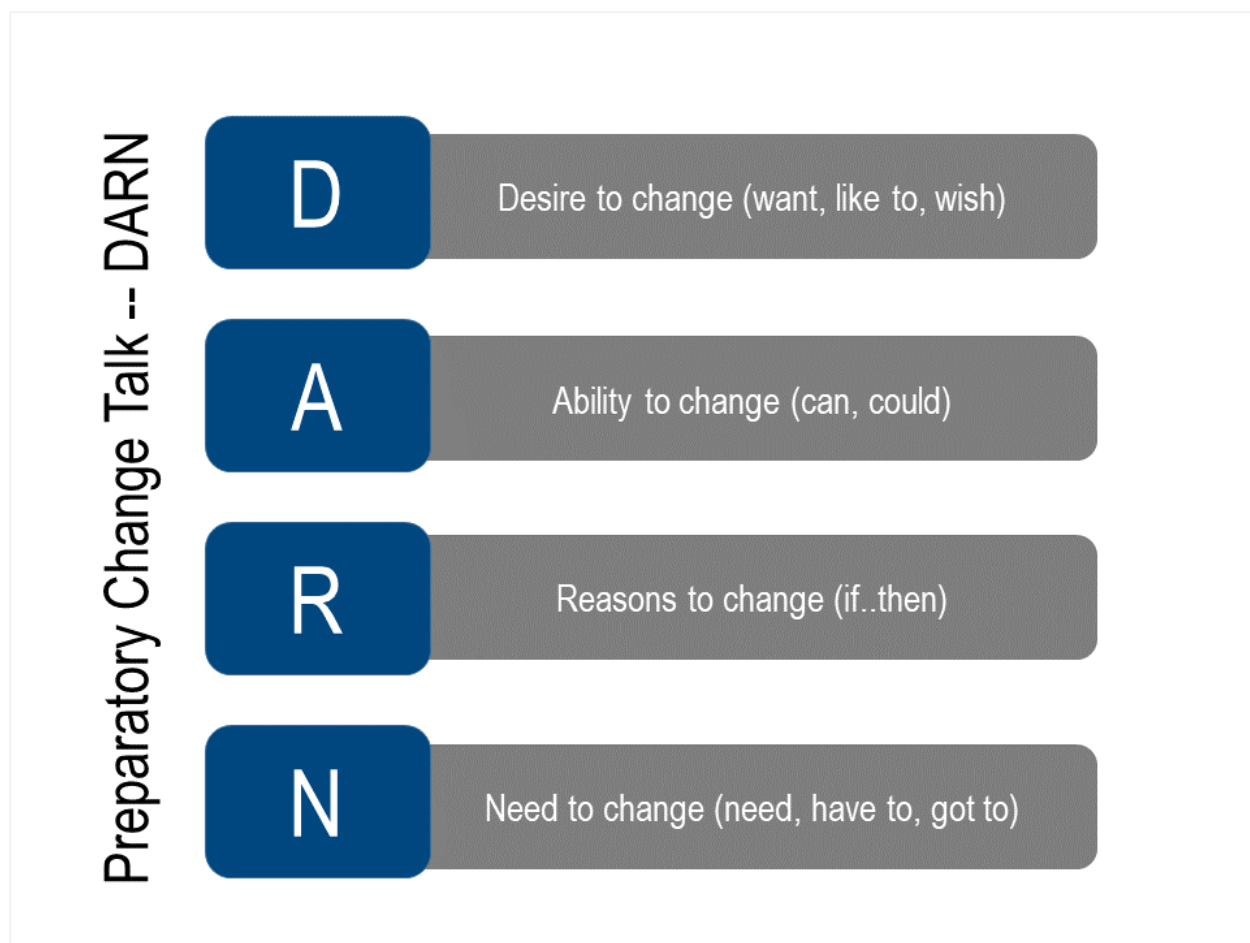 Preparatory Change Talk -- DARN
D
Desire to change (want, like to, wish)
A
Ability to change (can, could)
R
Reasons to change (if..then)
N
Need to change (need, have to, got to)